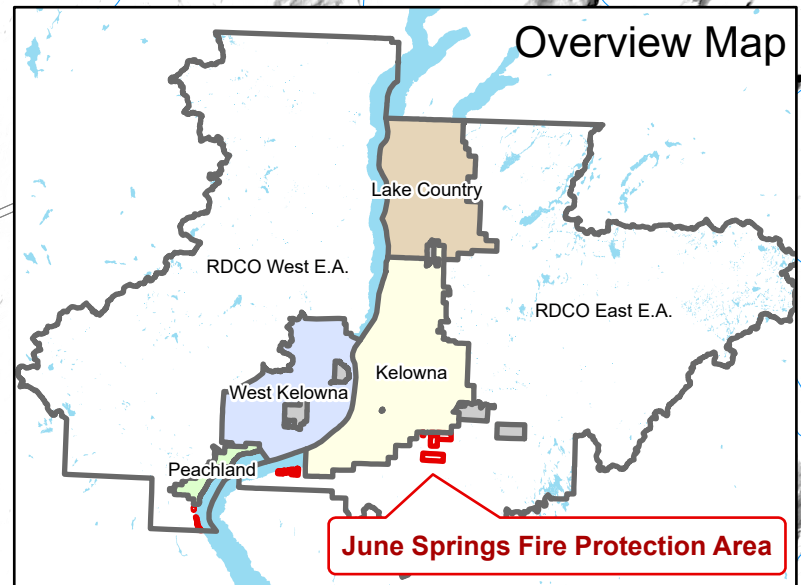 Overview Map
Lake Country
RDCO West E.A.
RDCO East E.A.
Kelowna
West Kelowna
Peachland
June Springs Fire Protection Area